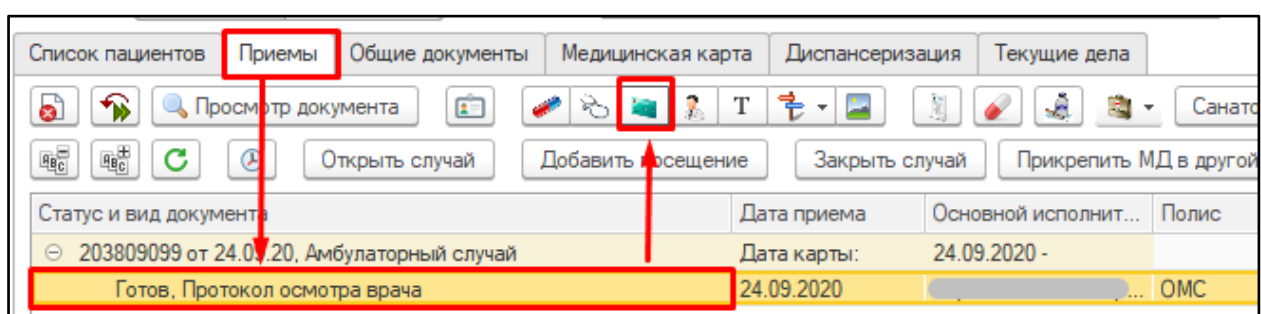 Список пациентов Приемы Общие документы Медицинская карта Диспансеризация Текущие дела
Просмотр документа T Санато
ABC ABC Открыть случай Добавить посещение Закрыть случай Прикрепить МД в другой
Статус и вид документа Дата приема Основной исполнит... Полис
203809099 от 24.09.20, Амбулаторный случай Дата карты: 24.09.2020 -
Готов, Протокол осмотра врача 24.09.2020 ... ОМС